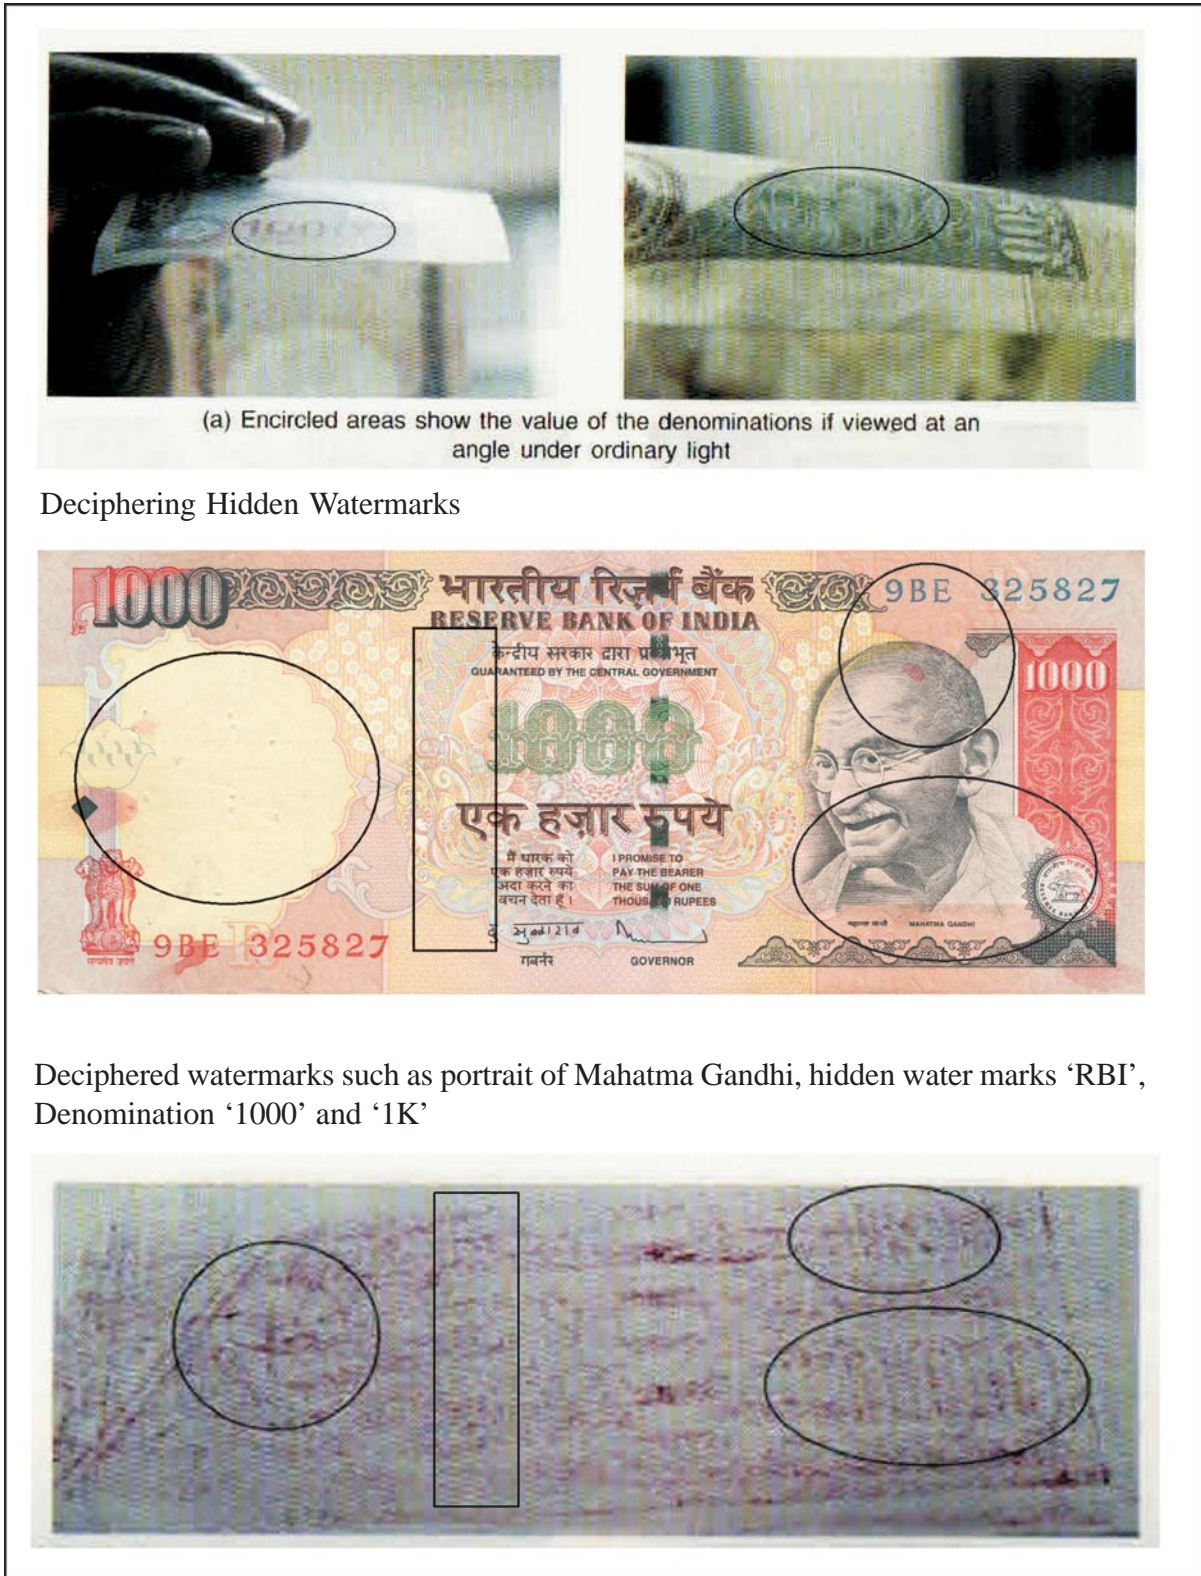 (a) Encircled areas show the value of the denominations if viewed at an
angle under ordinary light
Deciphering Hidden Watermarks
1000
भारतीय रिज़र्व बैंक
RESERVE BANK OF INDIA
9BE 325827
केन्द्रीय सरकार द्वारा प्रत्याभूत
GUARANTEED BY THE CENTRAL GOVERNMENT
1000
1000
एक हज़ार रुपये
मैं धारक को
एक हज़ार रुपये
अदा करने का
वचन देता हूँ।
I PROMISE TO
PAY THE BEARER
THE SUM OF ONE
THOUSAND RUPEES
महात्मा गांधी MAHATMA GANDHI
9BE 325827
सत्यमेव जयते
गवर्नर GOVERNOR
Deciphered watermarks such as portrait of Mahatma Gandhi, hidden water marks ‘RBI’,
Denomination ‘1000’ and ‘1K’